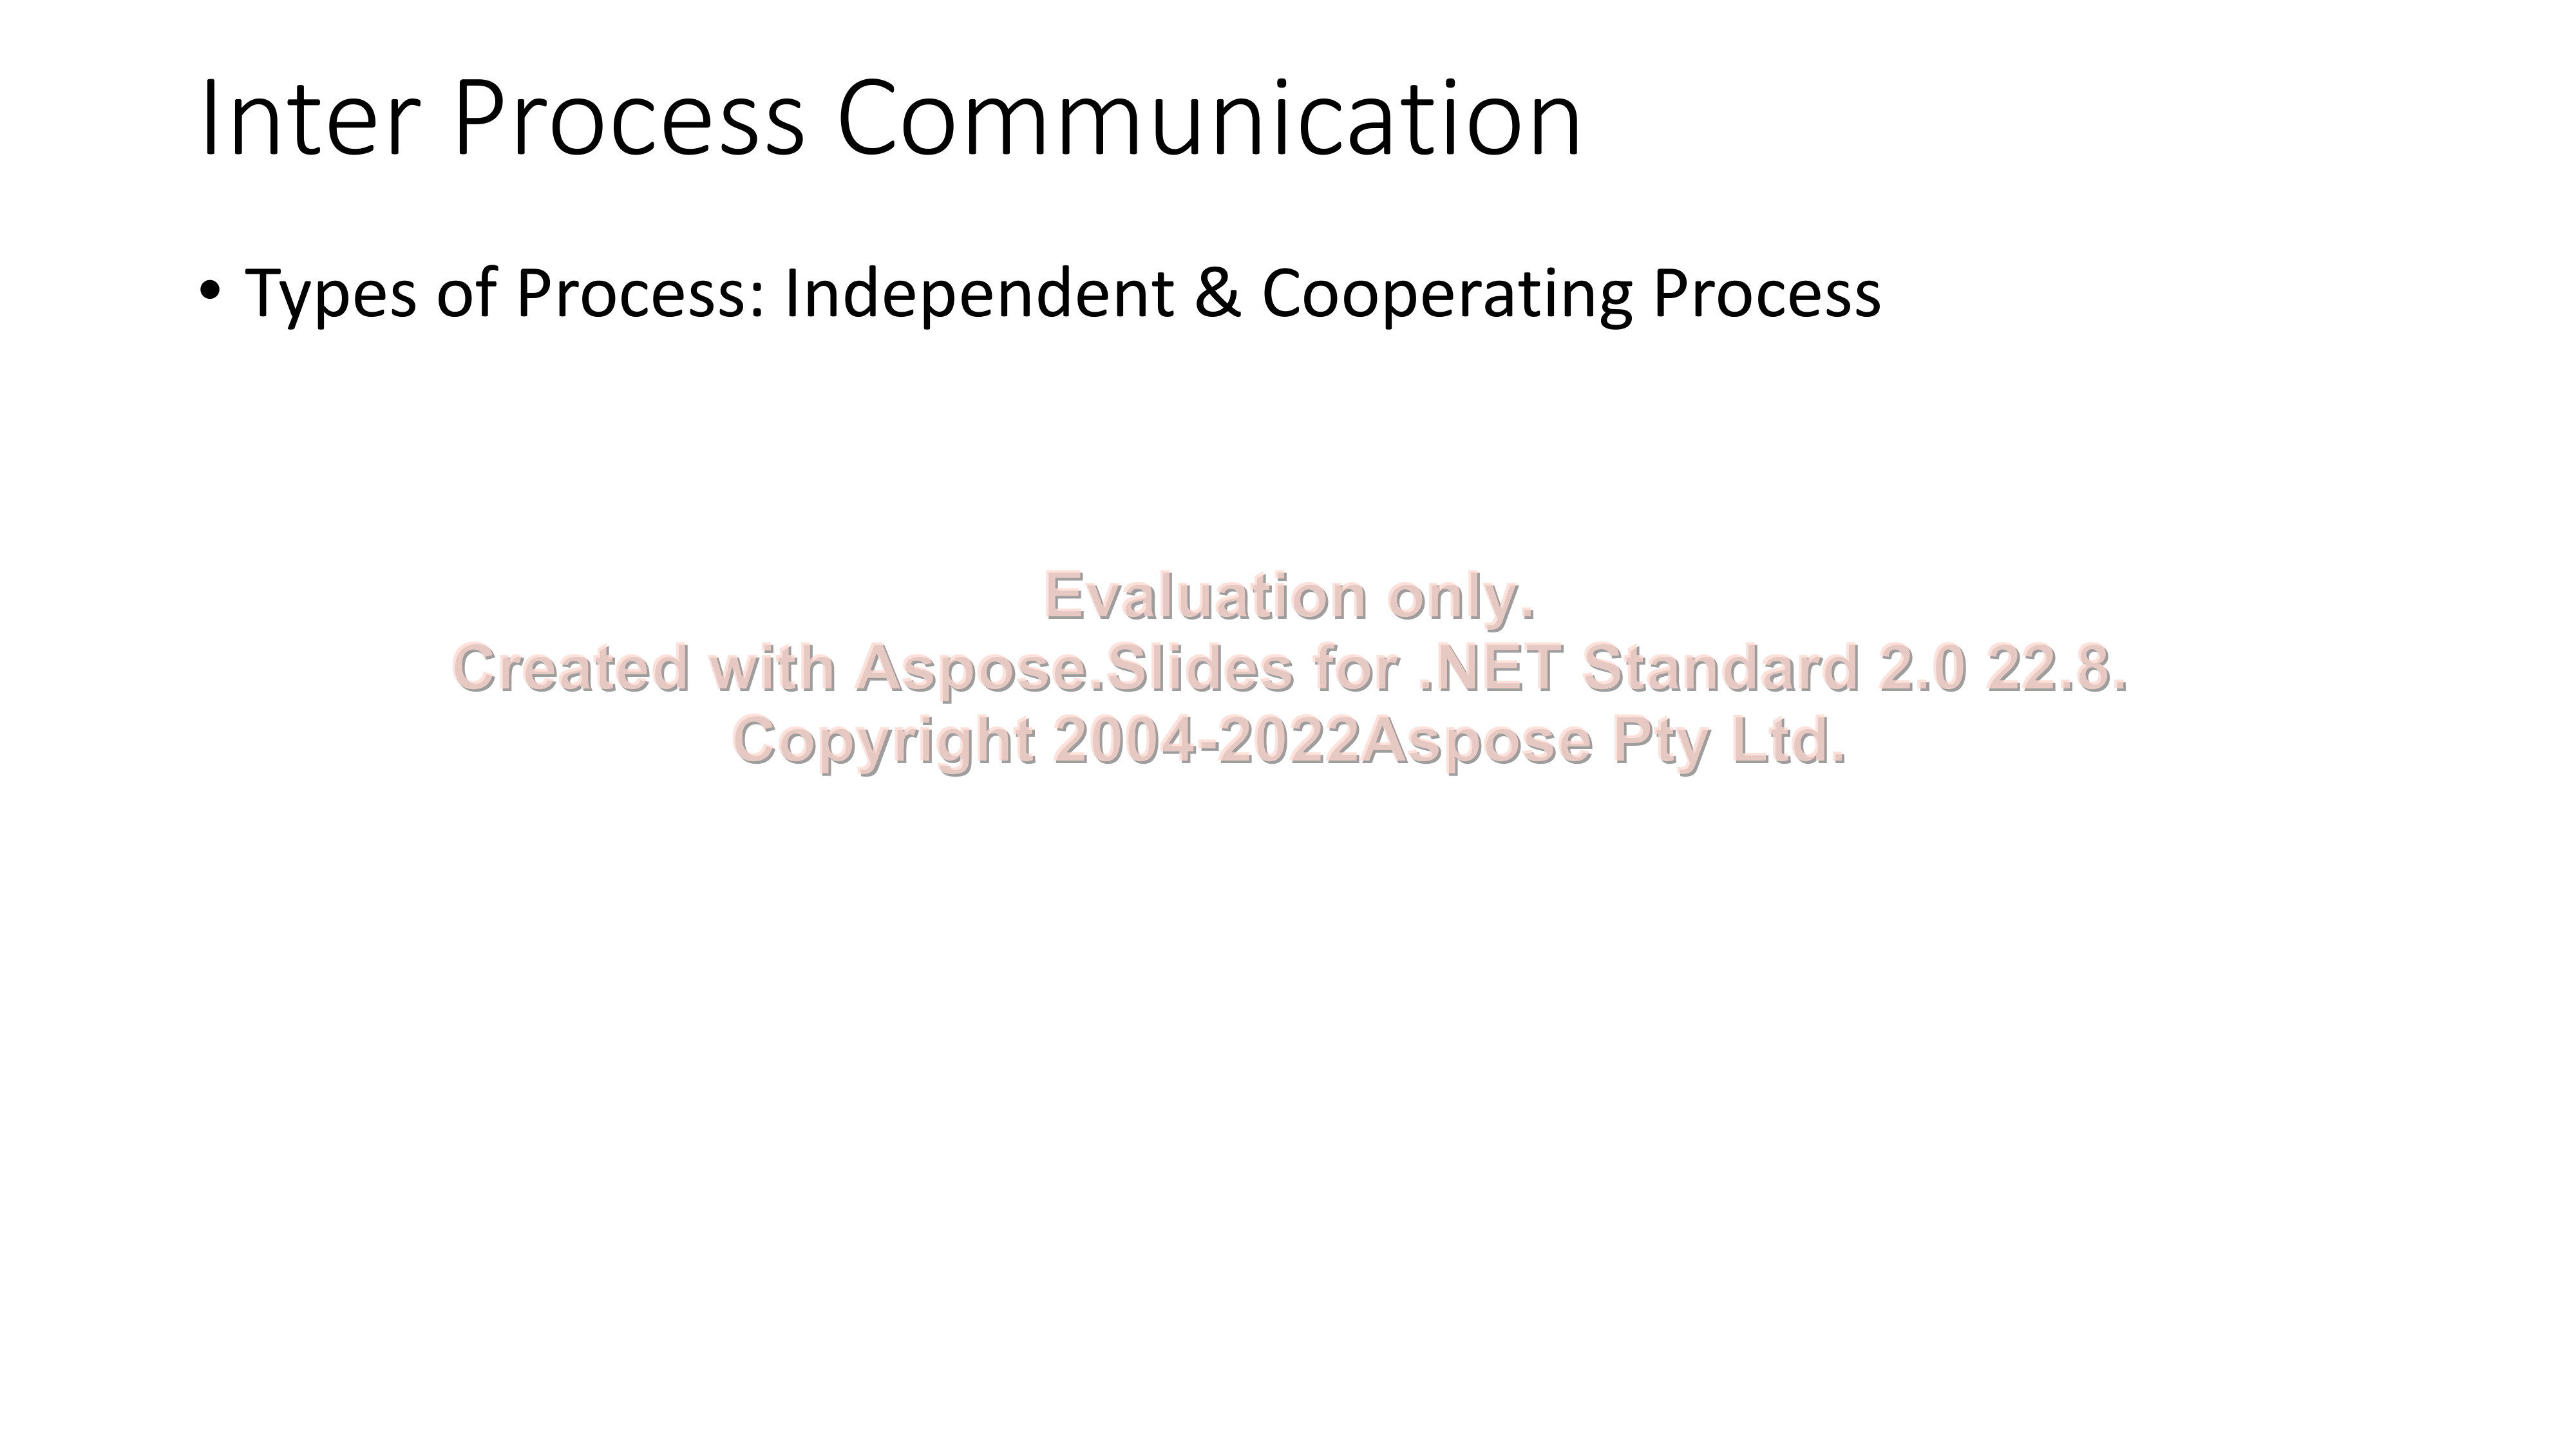 Inter Process Communication
• Types of Process: Independent & Cooperating Process
Evaluation only.
Created with Aspose.Slides for .NET Standard 2.0 22.8.
Copyright 2004-2022Aspose Pty Ltd.